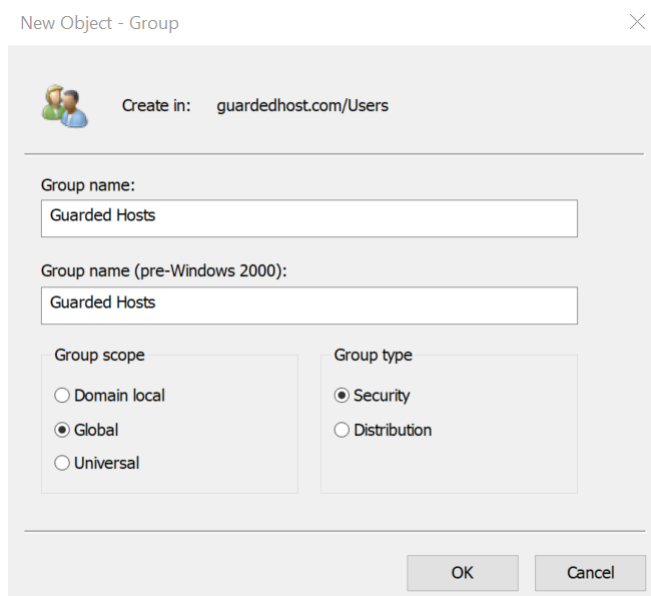 New Object - Group
Create in: guardedhost.com/Users
Group name:
Guarded Hosts
Group name (pre-Windows 2000):
Guarded Hosts
Group scope
Domain local
Global
Universal
Group type
Security
Distribution
OK
Cancel